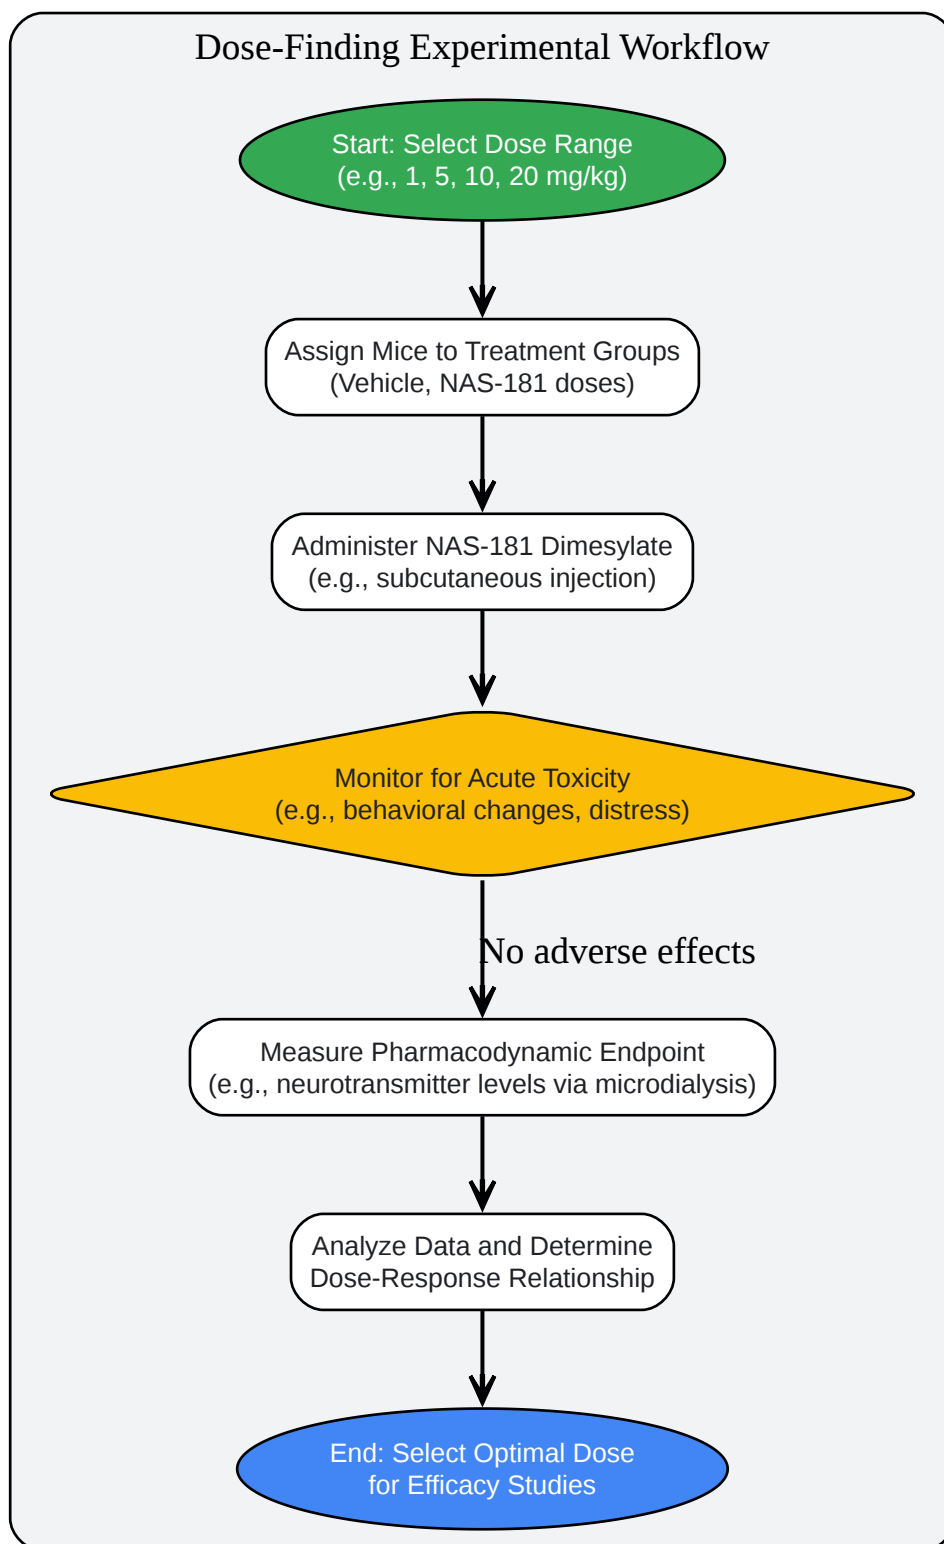 Dose-Finding Experimental Workflow
Start: Select Dose Range
(e.g., 1, 5, 10, 20 mg/kg)
Assign Mice to Treatment Groups
(Vehicle, NAS-181 doses)
Administer NAS-181 Dimesylate
(e.g., subcutaneous injection)
Monitor for Acute Toxicity
(e.g., behavioral changes, distress)
No adverse effects
Measure Pharmacodynamic Endpoint
(e.g., neurotransmitter levels via microdialysis)
Analyze Data and Determine
Dose-Response Relationship
End: Select Optimal Dose
for Efficacy Studies